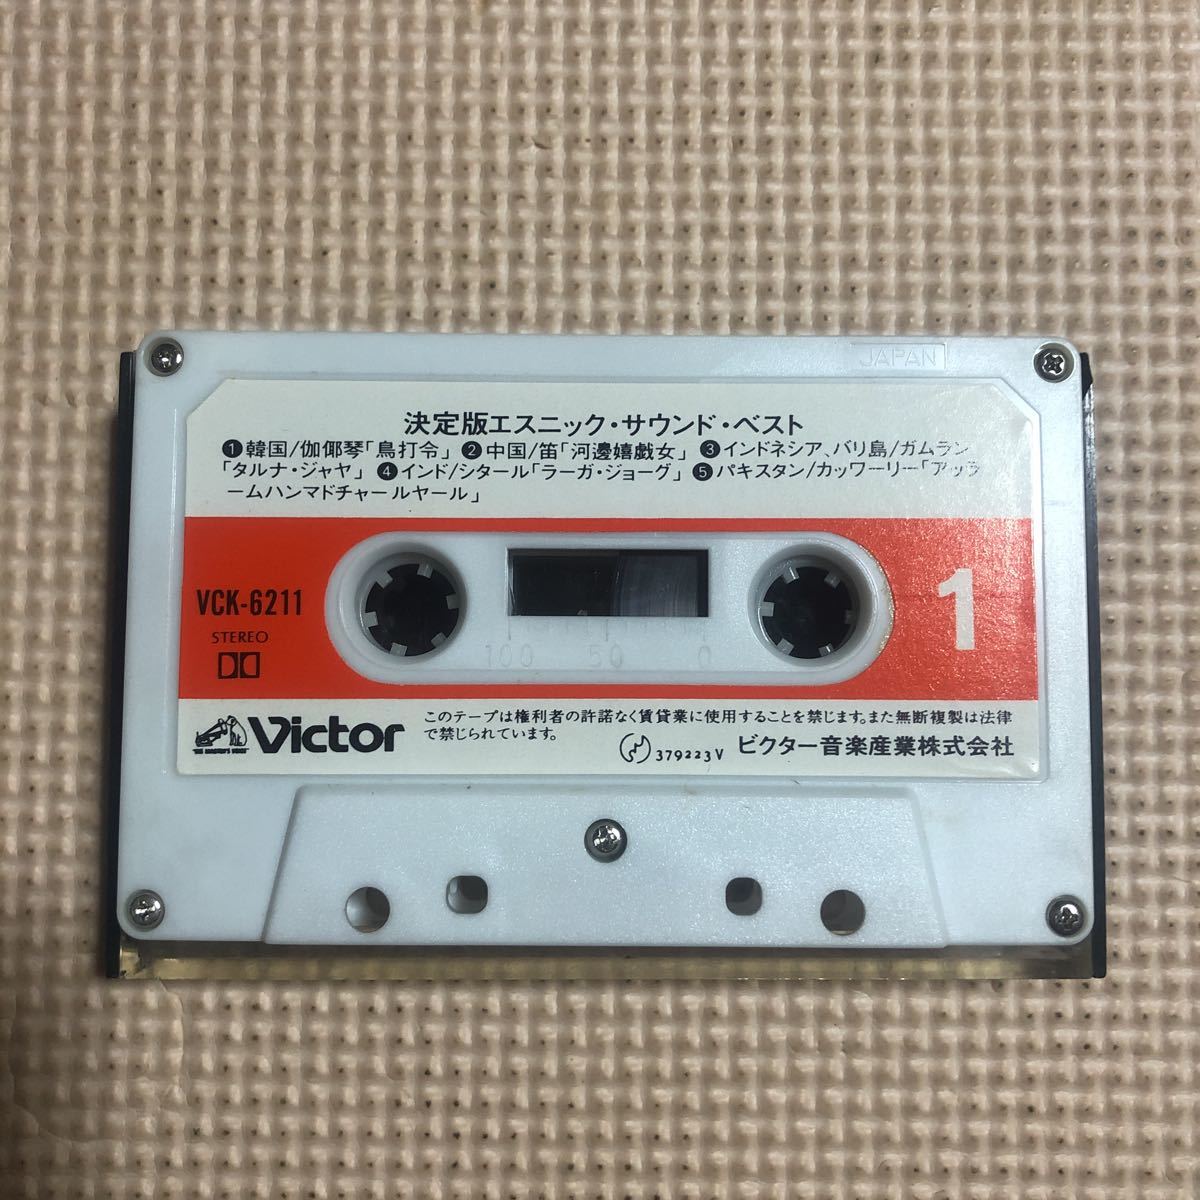 JAPAN
決定版エスニック・サウンド・ベスト
❶韓国/伽倻琴「鳥打令」❷中国/笛「河邊嬉戯女」❸インドネシア、バリ島/ガムラン
「タルナ・ジャヤ」❹インド/シタール「ラーガ・ジョーグ」❺パキスタン/カッワーリー「アッラ
ームハンマドチャールヤール」
VCK-6211
STEREO
1
100 50 0
Victor
"HIS MASTER'S VOICE"
このテープは権利者の許諾なく賃貸業に使用することを禁じます。また無断複製は法律
で禁じられています。
379223V ビクター音楽産業株式会社